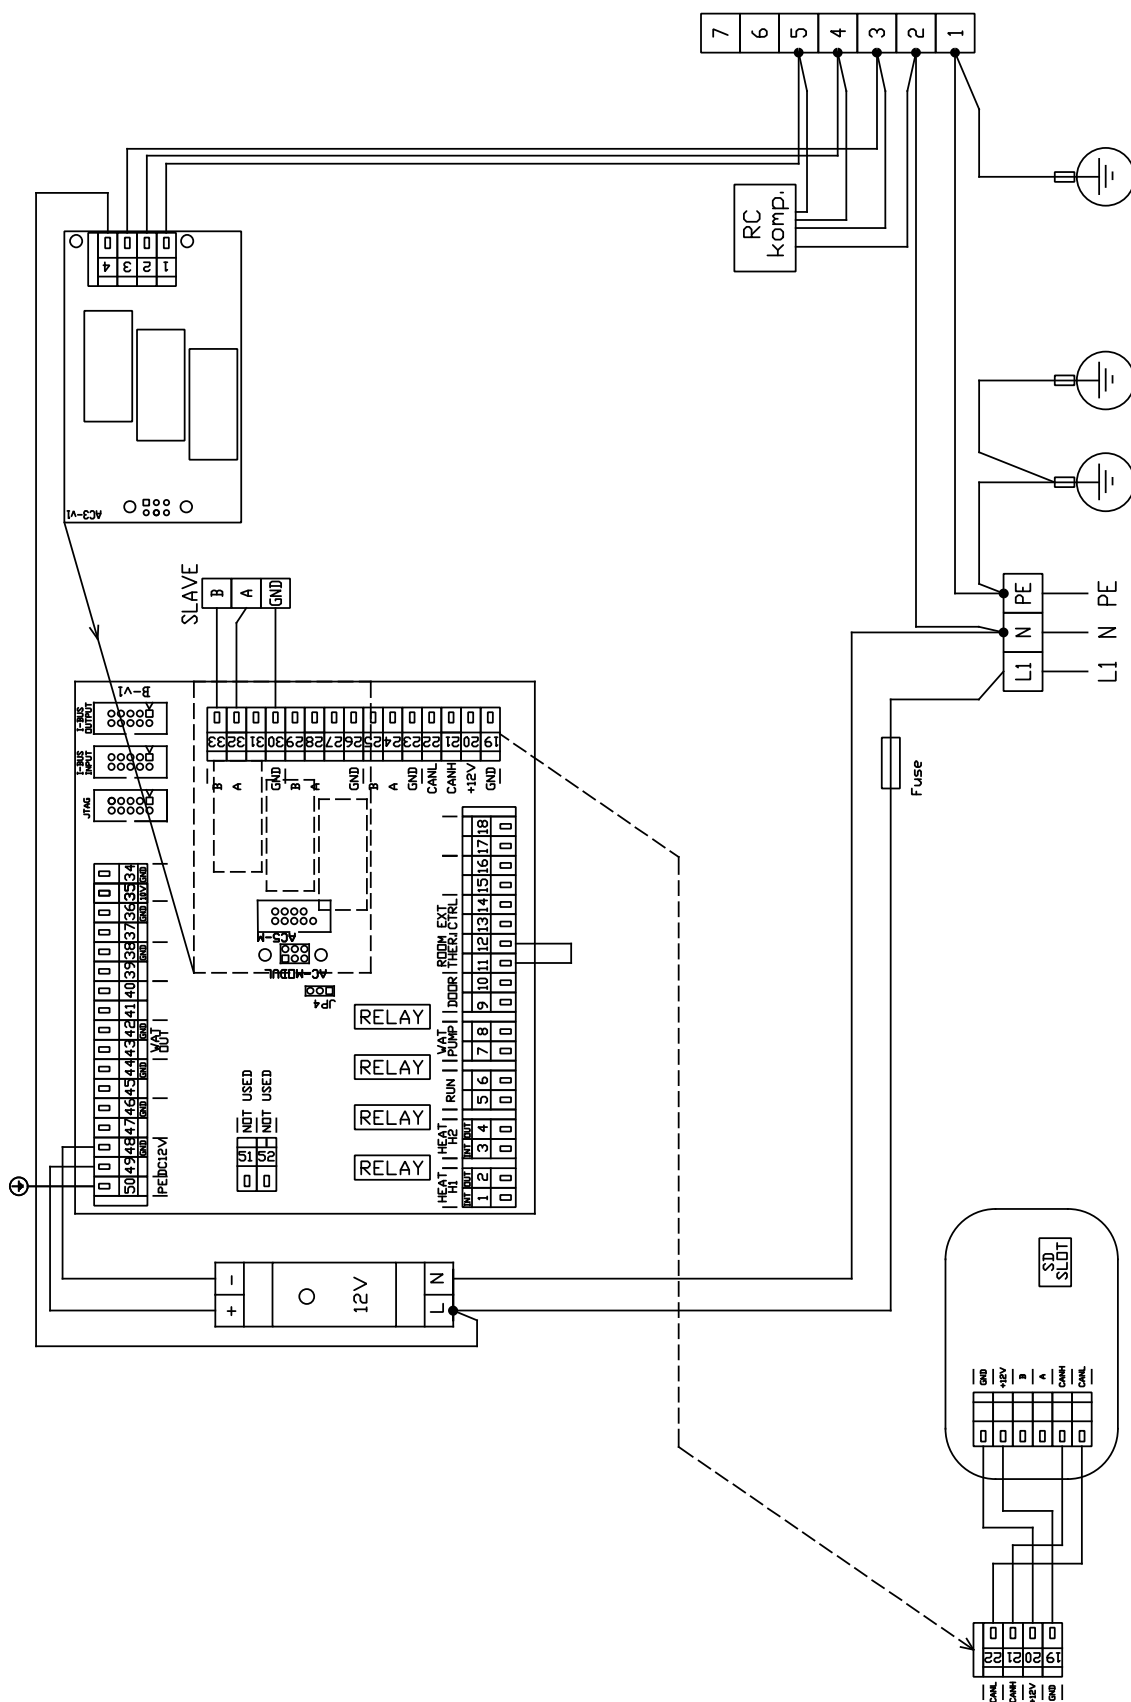 7 6 5 4 3 2 1
RC
komp.
4 3 2 1
AC3-v1
SLAVE
B
A
GND
PE
N
L1
PE
N
L1
Fuse
B-v1
I-BUS
OUTPUT
I-BUS
INPUT
JTAG
33 32 31 30 29 28 27 26 25 24 23 22 21 20 19
B
A
GND
B
A
GND
B
A
GND
CANL
CANH
+12V
GND
34 35 36 37 38 39 40 41 42 43 44 45 46 47 48 49 50
GND
10V
GND
GND
GND
GND
GND
GND
WAT
OUT
DC12V
PE
AC5-M
AC-MODUL
JP4
RELAY
RELAY
RELAY
RELAY
51 NOT USED
52 NOT USED
18
17
16
15
14
13
12
11
10
9
8
7
6
5
4
3
2
1
EXT
CTRL
ROOM
THER.
DOOR
WAT
PUMP
RUN
HEAT
H2
OUT
INT
HEAT
H1
OUT
INT
- +
12V
N
L
SD
SLOT
GND
+12V
B
A
CANH
CANL
22 21 20 19
CANL
CANH
+12V
GND